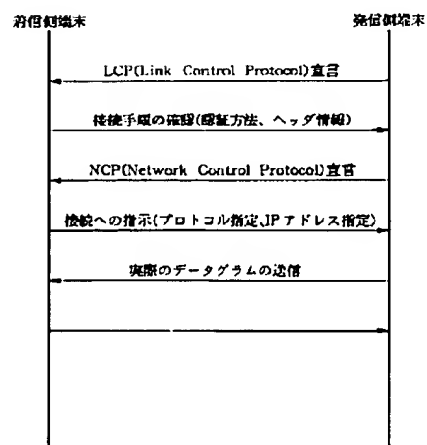 着信側端末
発信側端末
LCP(Link Control Protocol)宣言
接続手順の確認(認証方法、ヘッダ情報)
NCP(Network Control Protocol)宣言
接続への指示(プロトコル指定、IPアドレス指定)
実際のデータグラムの送信